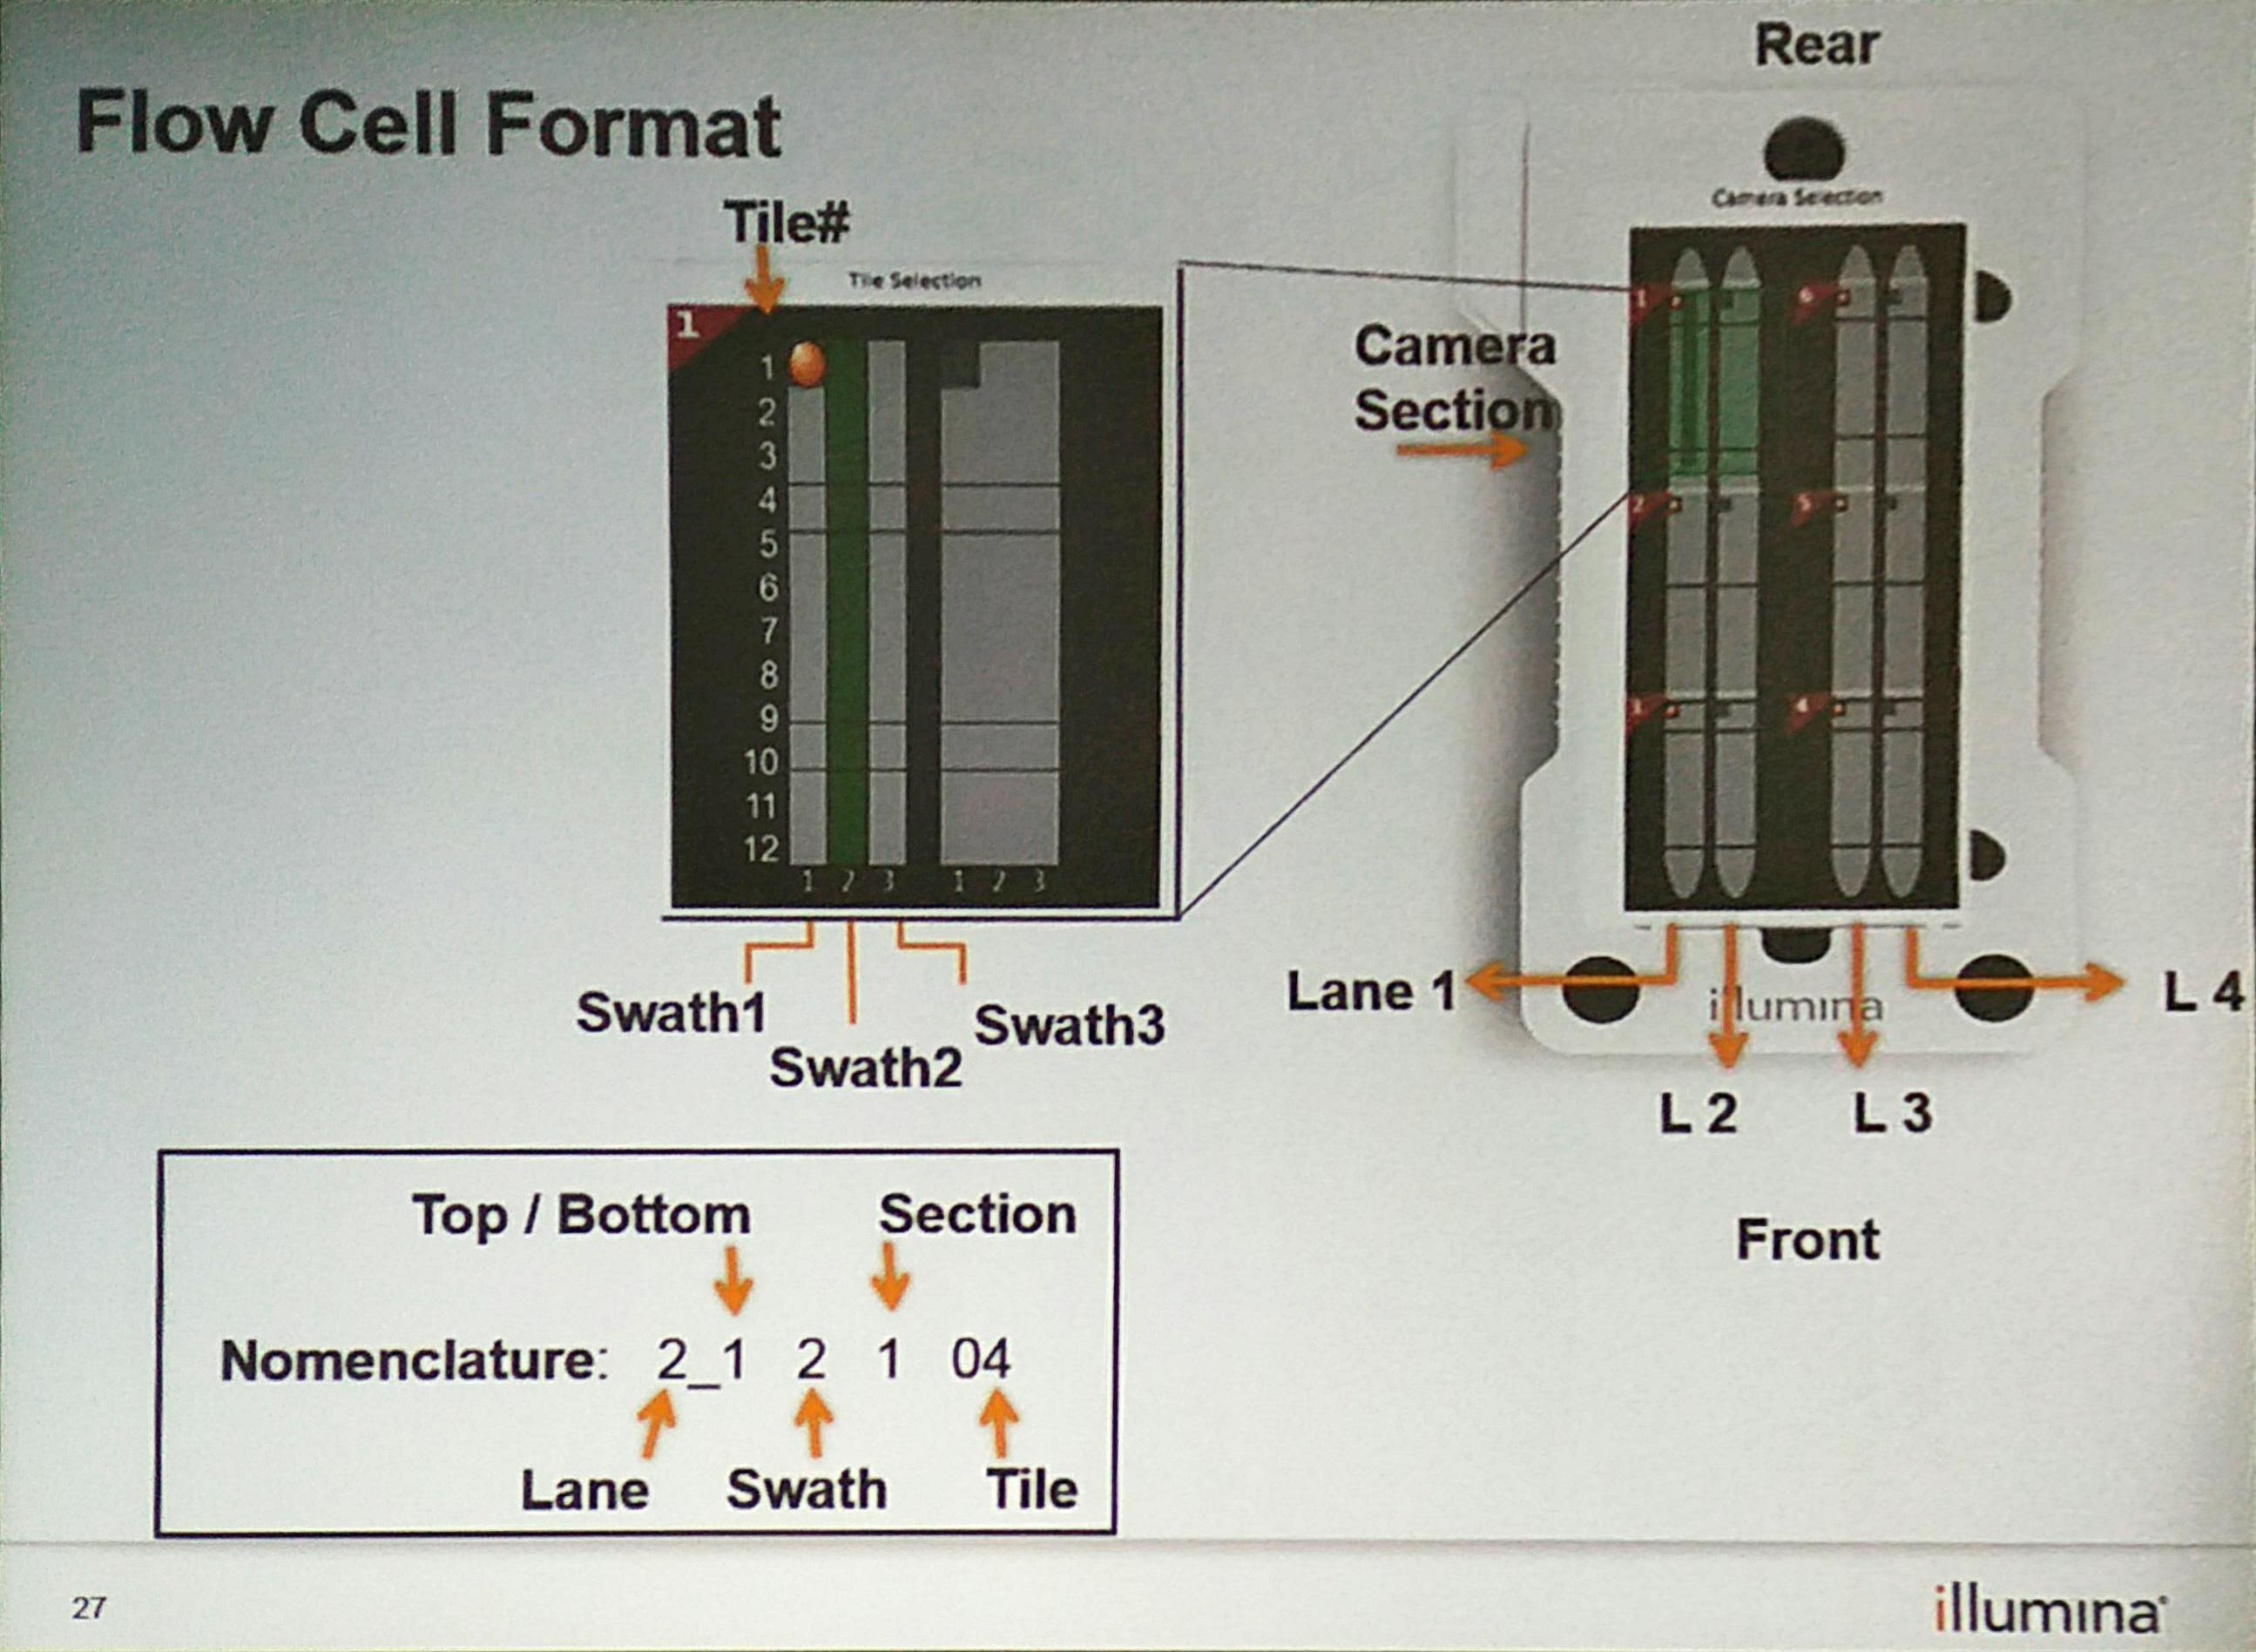 Rear
Flow Cell Format
Camera Selection
Tile#
Tile Selection
1
1
2
3
4
5
6
7
8
9
10
11
12
1 2 3 1 2 3
Swath1
Swath2
Swath3
Camera
Section
1 6
2 5
4
illumina
Lane 1
L 2
L 3
L 4
Front
Top / Bottom Section
Nomenclature: 2_1 2 1 04
Lane Swath Tile
27
illumina®